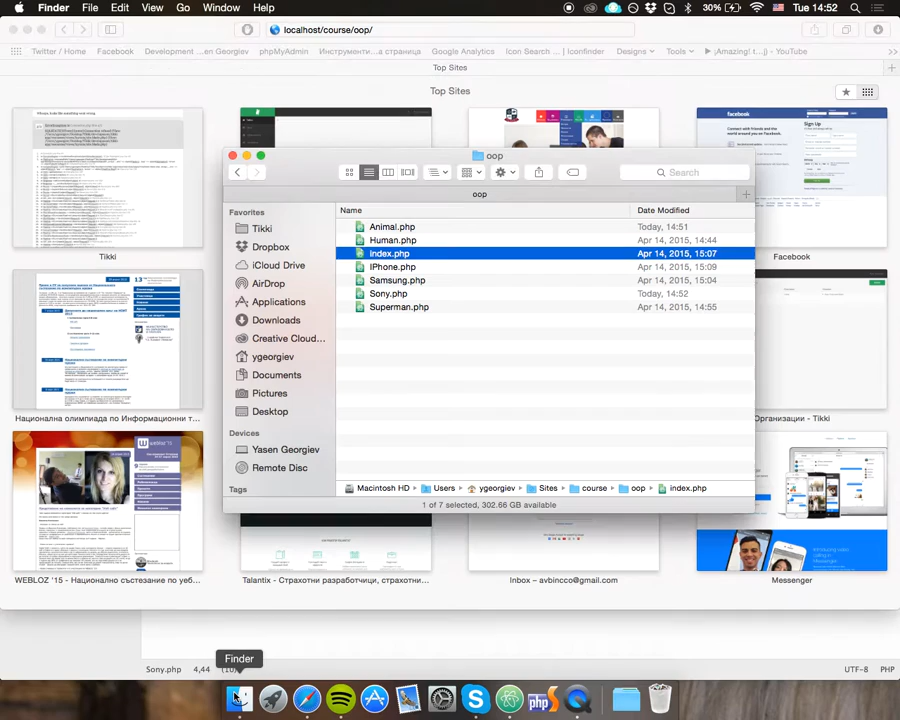 Finder File Edit View Go Window Help 30% Tue 14:52
localhost/course/oop/
Twitter / Home Facebook Development ...en Georgiev phpMyAdmin Инструменти...а страница Google Analytics Icon Search ... Iconfinder Designs Tools ▶ ¡Amazing! t...) - YouTube
Top Sites
Top Sites
facebook
Sign Up
oop
Search
oop
Favorites
Tikki
Dropbox
iCloud Drive
AirDrop
Applications
Downloads
Creative Cloud...
ygeorgiev
Documents
Pictures
Desktop
Devices
Yasen Georgiev
Remote Disc
Tags
Name Date Modified
Animal.php Today, 14:51
Human.php Apr 14, 2015, 14:44
index.php Apr 14, 2015, 15:07
IPhone.php Apr 14, 2015, 15:09
Samsung.php Apr 14, 2015, 15:04
Sony.php Today, 14:52
Superman.php Apr 14, 2015, 14:55
Macintosh HD Users ygeorgiev Sites course oop index.php
1 of 7 selected, 302.66 GB available
Tikki
Facebook
Национална олимпиада по Информационни т...
Организации - Tikki
WEBLOZ '15 - Национално състезание по уеб...
Talantix - Страхотни разработчици, страхотни...
Inbox – avbincco@gmail.com
Messenger
Finder
Sony.php 4,44
UTF-8 PHP
php